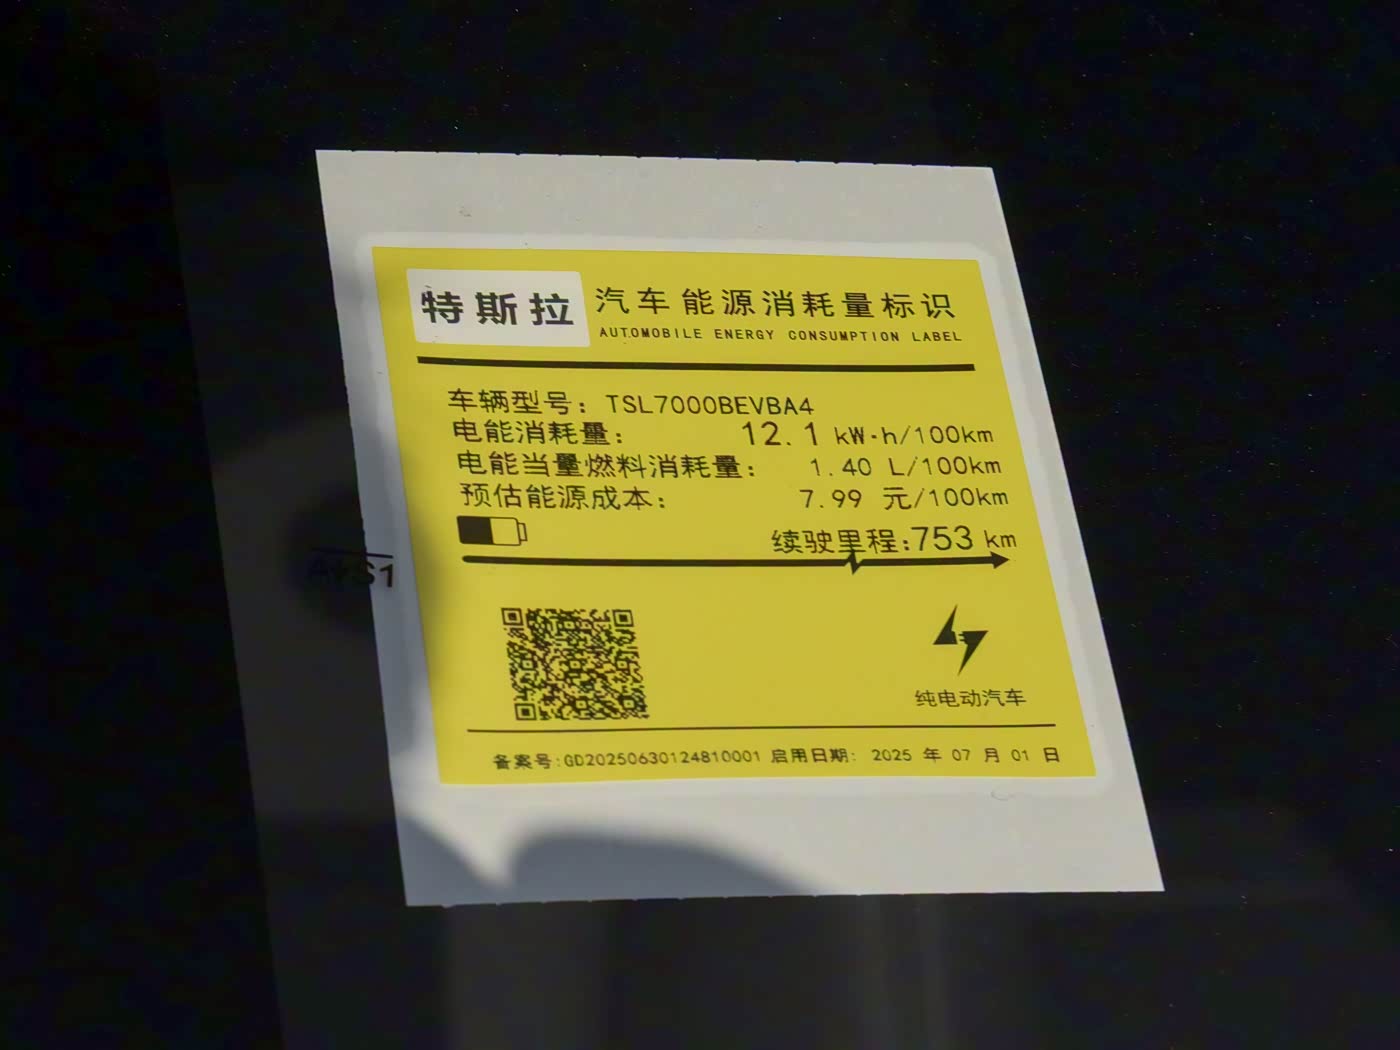 特斯拉 汽车能源消耗量标识
AUTOMOBILE ENERGY CONSUMPTION LABEL
车辆型号：TSL7000BEVBA4
电能消耗量： 12.1 kW·h/100km
电能当量燃料消耗量： 1.40 L/100km
预估能源成本： 7.99 元/100km
续驶里程:753 km
纯电动汽车
备案号:GD20250630124810001 启用日期: 2025 年 07 月 01 日